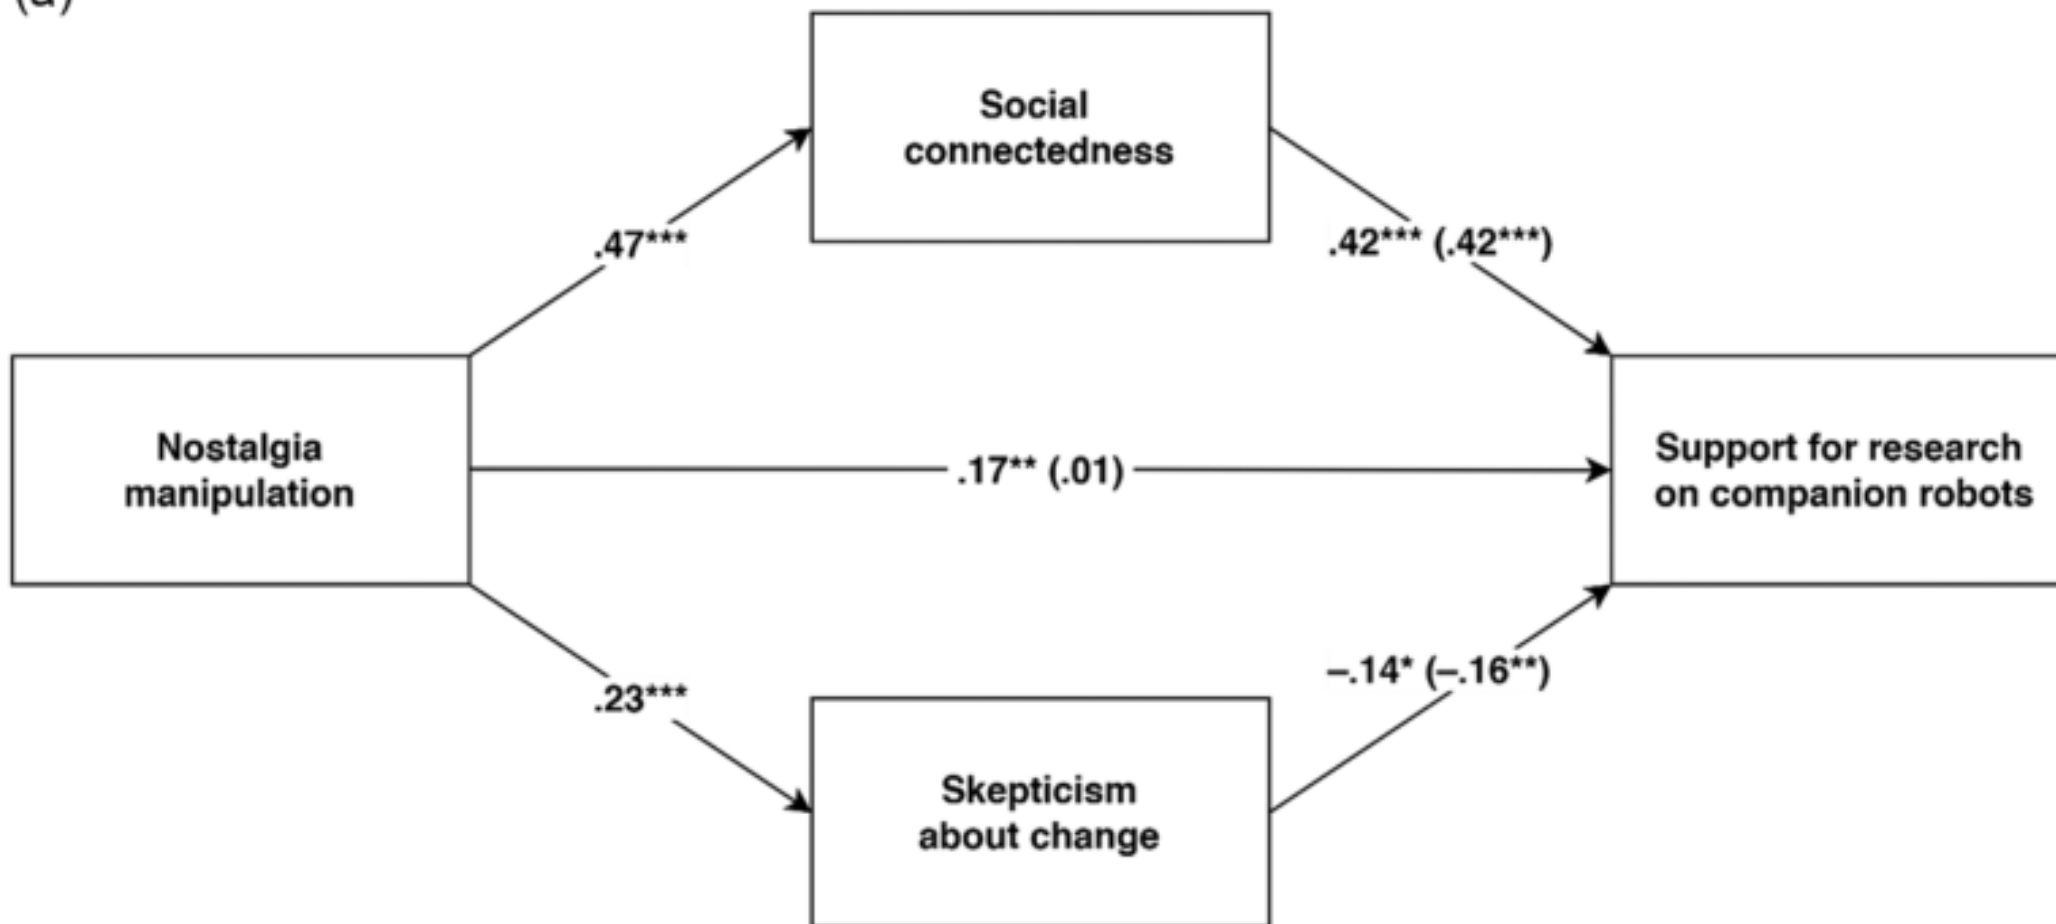 (a)
Social
connectedness
.47***
.42*** (.42***)
Nostalgia
manipulation
.17** (.01)
Support for research
on companion robots
.23***
–.14* (–.16**)
Skepticism
about change